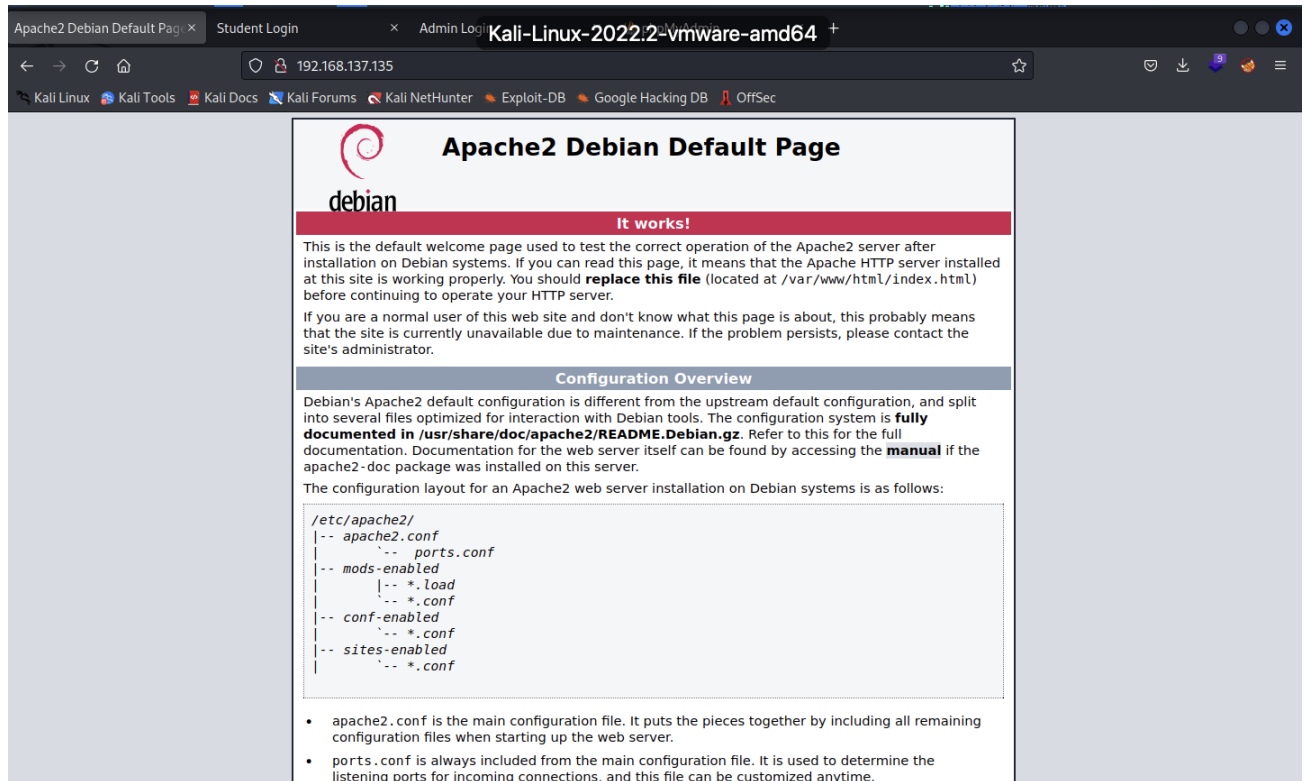 Apache2 Debian Default Page
Student Login
Admin Login
Kali-Linux-2022.2-vmware-amd64
192.168.137.135
9
Kali Linux Kali Tools Kali Docs Kali Forums Kali NetHunter Exploit-DB Google Hacking DB OffSec
Apache2 Debian Default Page
debian
It works!
This is the default welcome page used to test the correct operation of the Apache2 server after
installation on Debian systems. If you can read this page, it means that the Apache HTTP server installed
at this site is working properly. You should replace this file (located at /var/www/html/index.html)
before continuing to operate your HTTP server.
If you are a normal user of this web site and don't know what this page is about, this probably means
that the site is currently unavailable due to maintenance. If the problem persists, please contact the
site's administrator.
Configuration Overview
Debian's Apache2 default configuration is different from the upstream default configuration, and split
into several files optimized for interaction with Debian tools. The configuration system is fully
documented in /usr/share/doc/apache2/README.Debian.gz. Refer to this for the full
documentation. Documentation for the web server itself can be found by accessing the manual if the
apache2-doc package was installed on this server.
The configuration layout for an Apache2 web server installation on Debian systems is as follows:
/etc/apache2/
|-- apache2.conf
|       `--  ports.conf
|-- mods-enabled
|       |-- *.load
|       `-- *.conf
|-- conf-enabled
|       `-- *.conf
|-- sites-enabled
|       `-- *.conf
• apache2.conf is the main configuration file. It puts the pieces together by including all remaining
configuration files when starting up the web server.
• ports.conf is always included from the main configuration file. It is used to determine the
listening ports for incoming connections, and this file can be customized anytime.